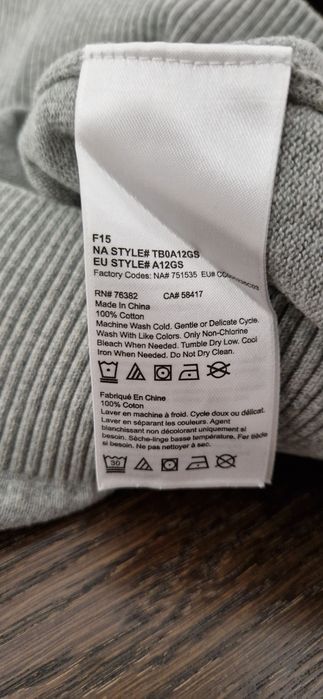 F15
NA STYLE# TB0A12GS
EU STYLE# A12GS
Factory Codes: NA# 751535 EU#
RN# 76382 CA# 58417
Made In China
100% Cotton
Machine Wash Cold. Gentle or Delicate Cycle.
Wash With Like Colors. Only Non-Chlorine
Bleach When Needed. Tumble Dry Low. Cool
Iron When Needed. Do Not Dry Clean.
Fabriqué En Chine
100% Coton
Laver en machine à froid. Cycle doux ou délicat.
Laver en séparant les couleurs. Agent
blanchissant non décolorant uniquement si
besoin. Sèche-linge basse température. Fer tiède
si besoin. Ne pas nettoyer à sec.
30